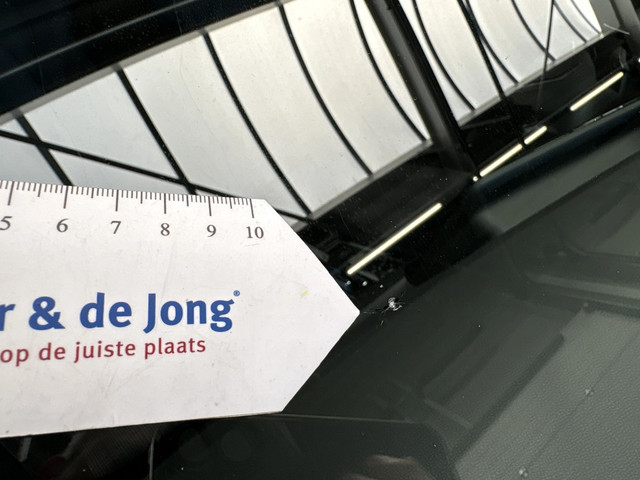 5 6 7 8 9 10
r & de Jong®
op de juiste plaats